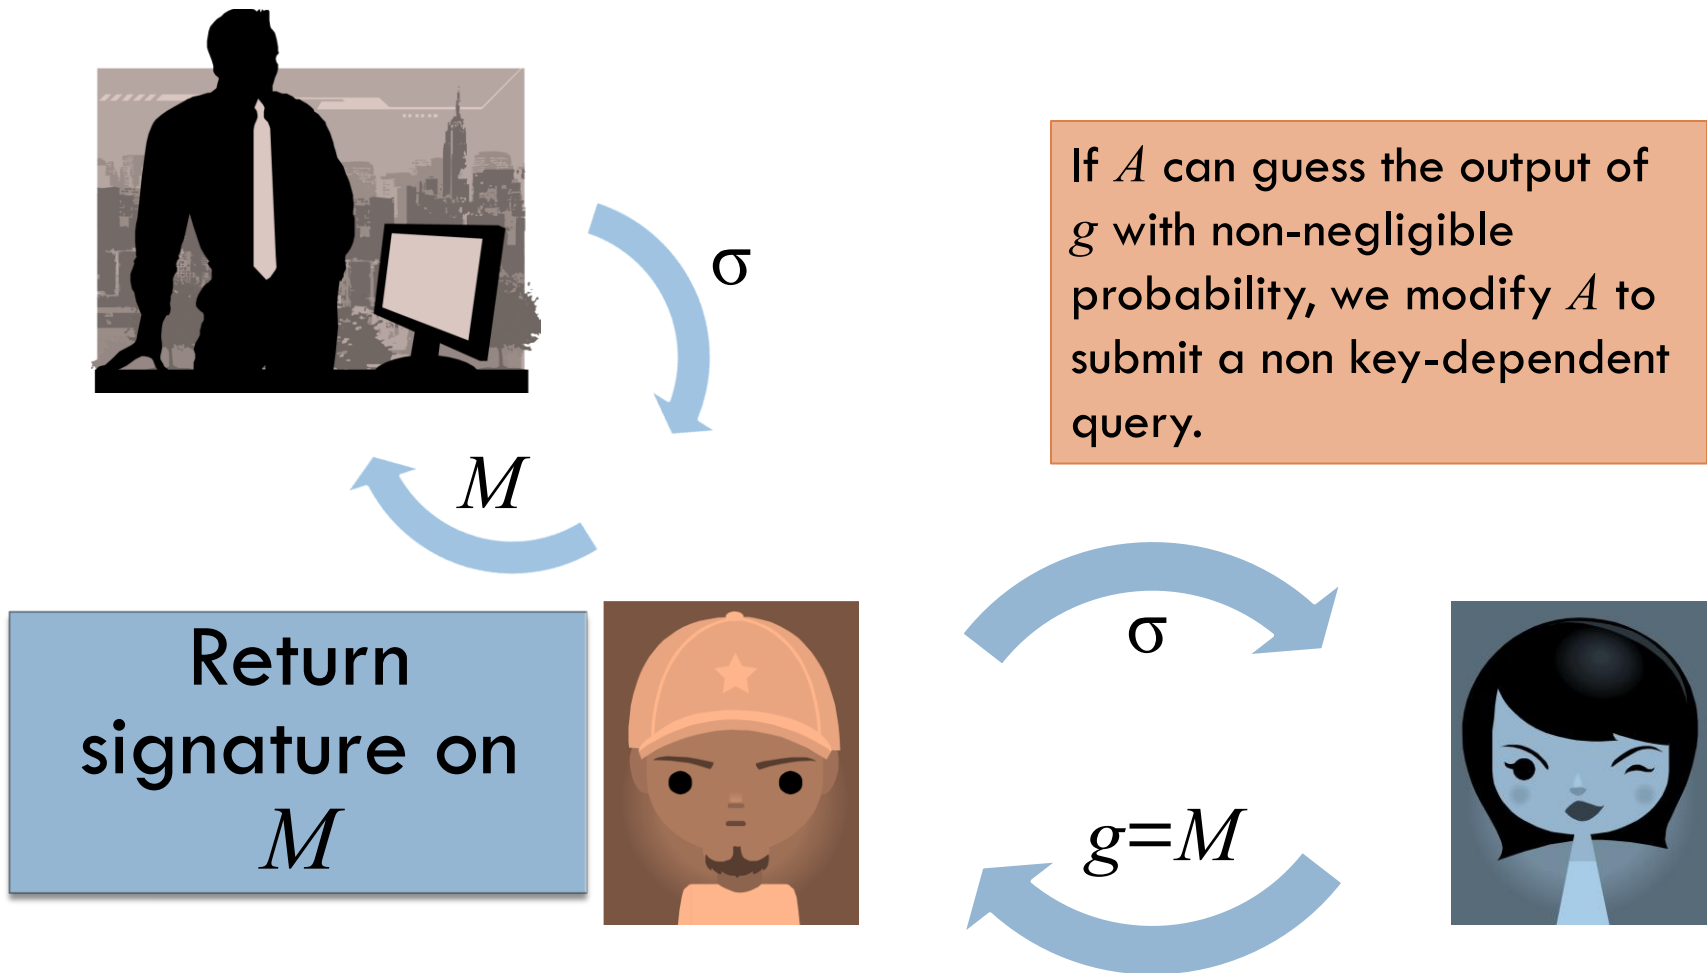 σ
If A can guess the output of
g with non-negligible
probability, we modify A to
submit a non key-dependent
query.
M
Return
signature on
M
σ
g=M